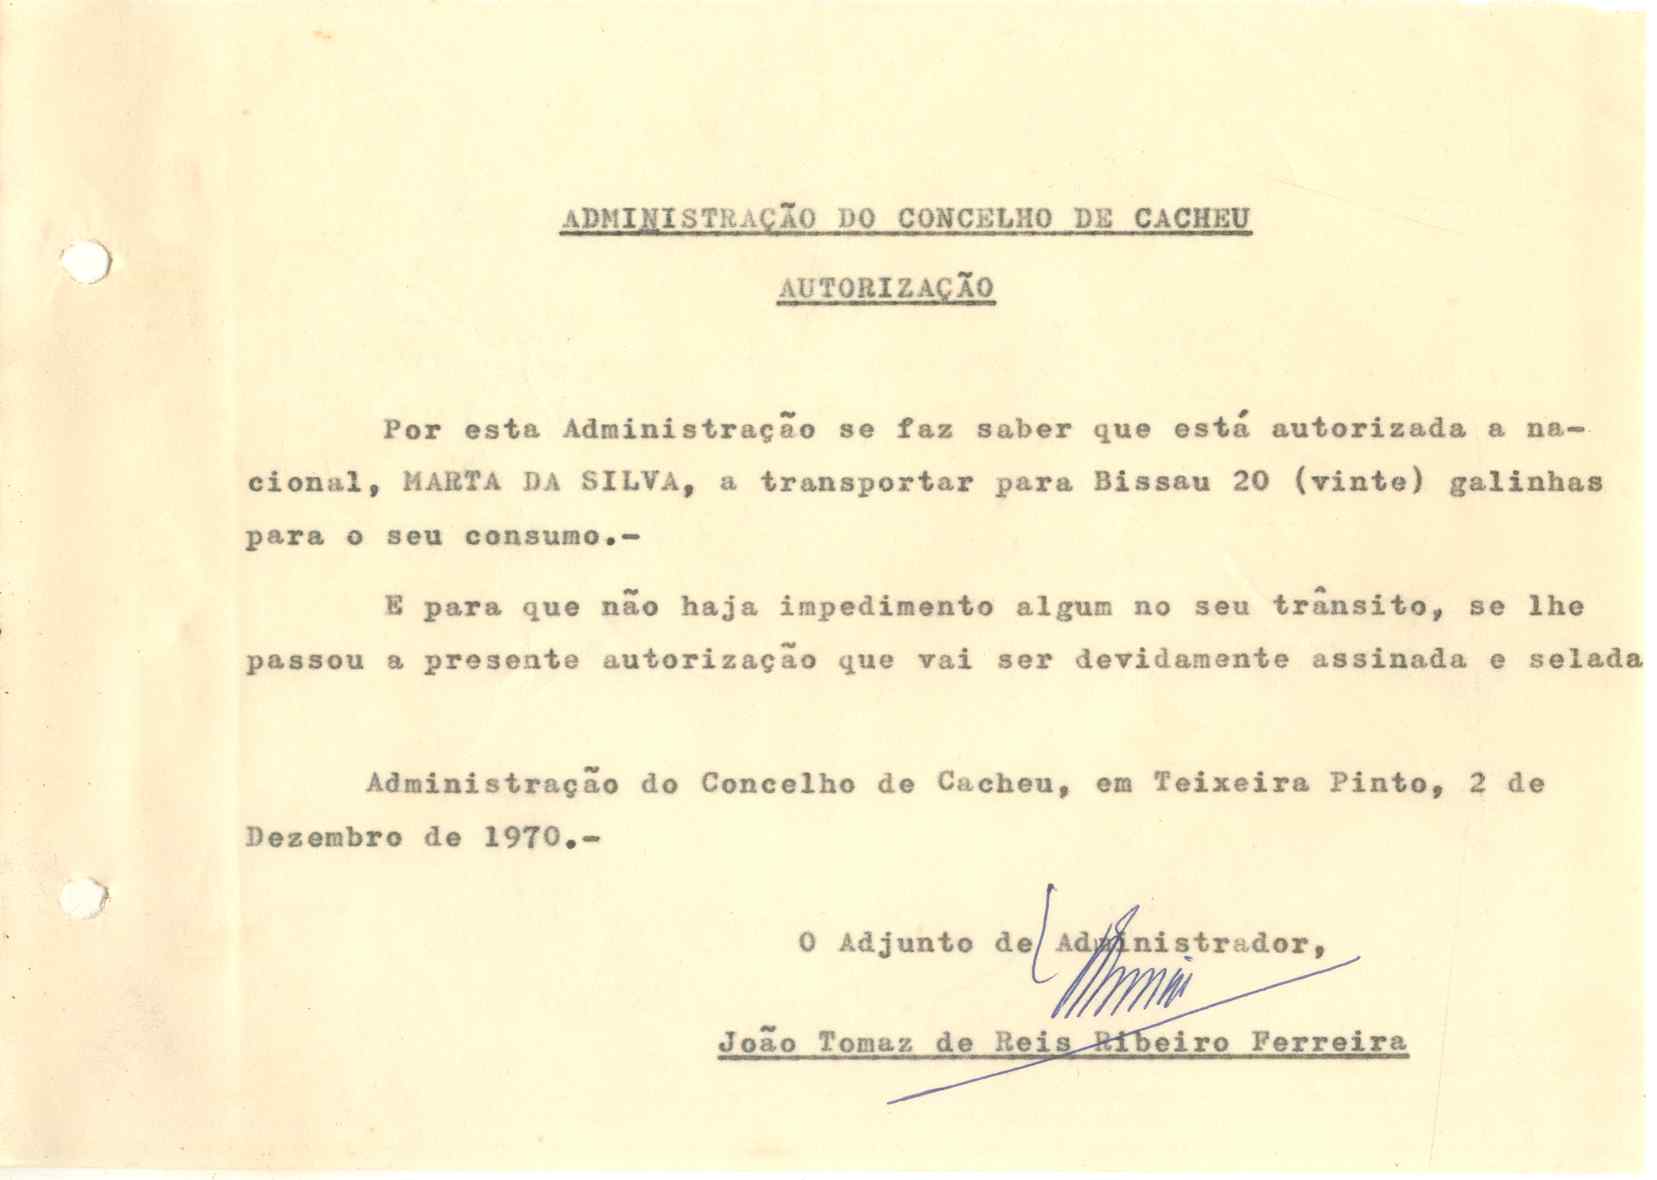 ADMINISTRAÇÃO DO CONCELHO DE CACHEU
AUTORIZAÇÃO
Por esta Administração se faz saber que está autorizada a na-
cional, MARTA DA SILVA, a transportar para Bissau 20 (vinte) galinhas
para o seu consumo.-
E para que não haja impedimento algum no seu trânsito, se lhe
passou a presente autorização que vai ser devidamente assinada e selada
Administração do Concelho de Cacheu, em Teixeira Pinto, 2 de
Dezembro de 1970.-
O Adjunto de Administrador,
João Tomaz de Reis Ribeiro Ferreira